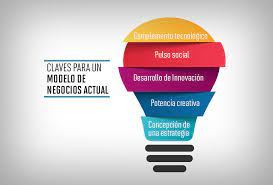 CLAVES PARA UN
MODELO DE
NEGOCIOS ACTUAL
Complemento tecnológico
Pulso social
Desarrollo de Innovación
Potencia creativa
Concepción de
una estrategia